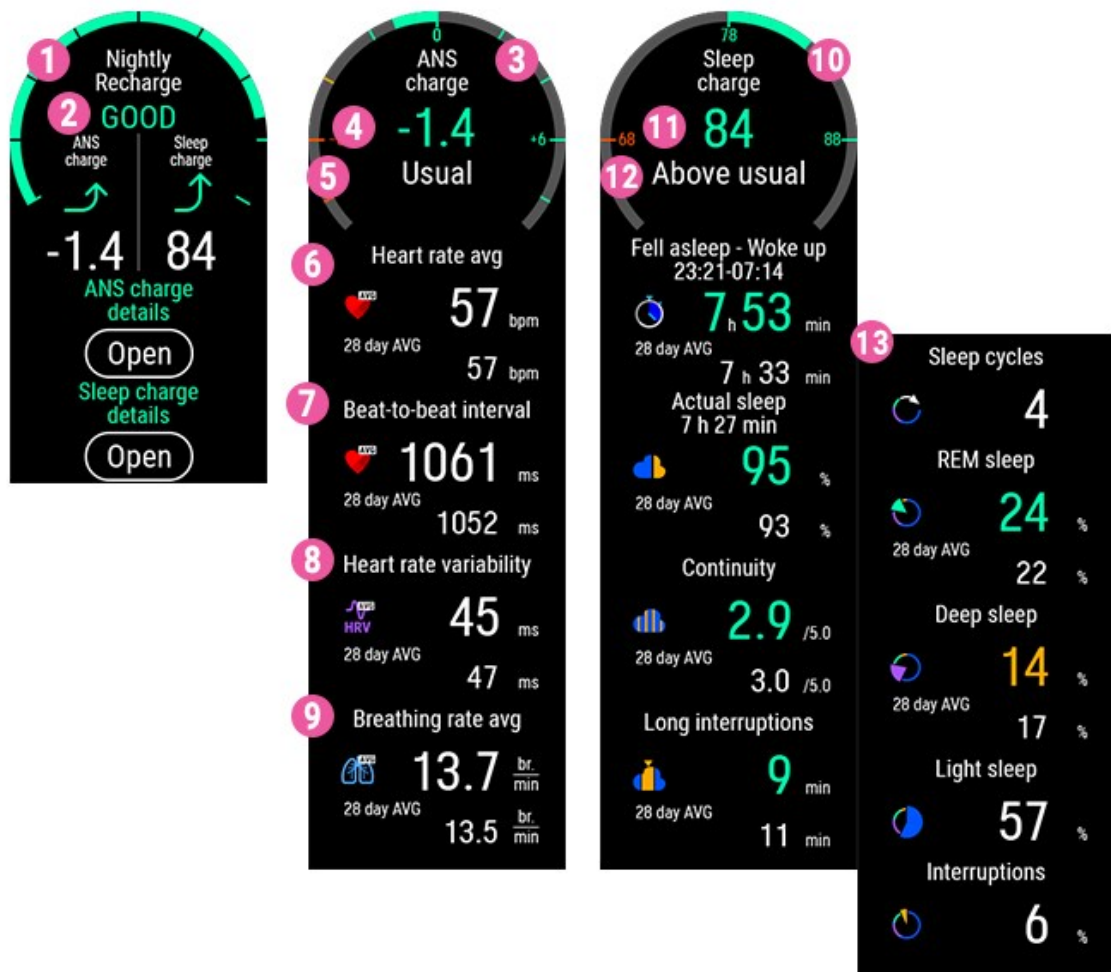 1
Nightly
Recharge
2
GOOD
ANS
charge
Sleep
charge
-1.4
84
ANS charge
details
Open
Sleep charge
details
Open
0
3
ANS
charge
4
-1.4
+6
5
Usual
6
Heart rate avg
AVG
57 bpm
28 day AVG
57 bpm
7
Beat-to-beat interval
AVG
1061 ms
28 day AVG
1052 ms
8
Heart rate variability
AVG
HRV
45 ms
28 day AVG
47 ms
9
Breathing rate avg
AVG
13.7 br.
min
28 day AVG
13.5 br.
min
78
10
Sleep
charge
68
11
84
88
12
Above usual
Fell asleep - Woke up
23:21-07:14
7 h 53 min
28 day AVG
7 h 33 min
Actual sleep
7 h 27 min
95 %
28 day AVG
93 %
Continuity
2.9 /5.0
28 day AVG
3.0 /5.0
Long interruptions
9 min
28 day AVG
11 min
13
Sleep cycles
4
REM sleep
24 %
28 day AVG
22 %
Deep sleep
14 %
28 day AVG
17 %
Light sleep
57 %
Interruptions
6 %